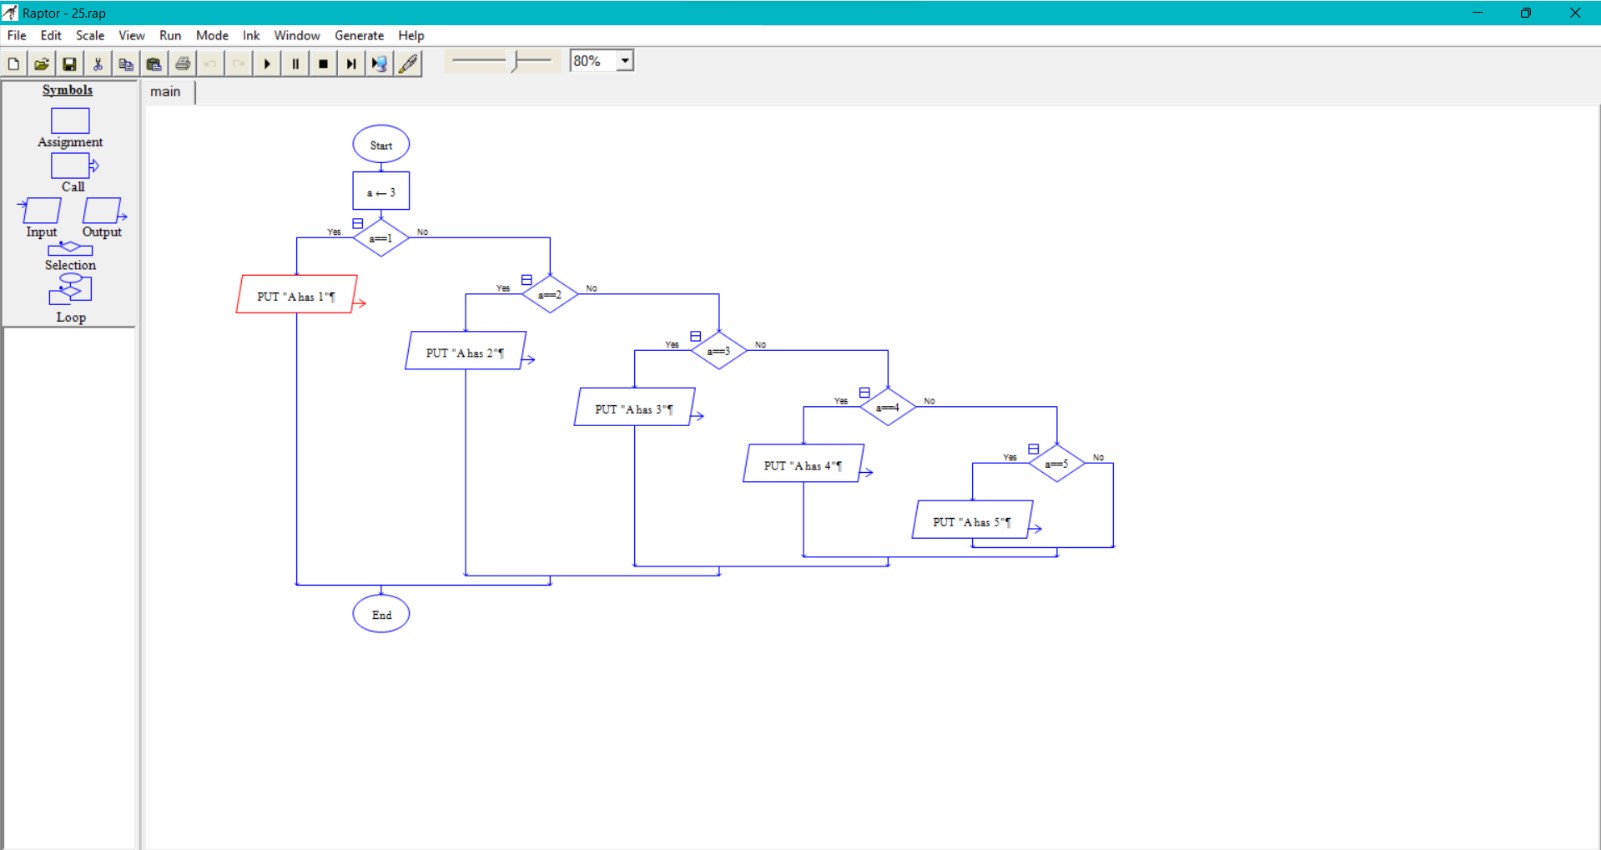 Raptor - 25.rap
File Edit Scale View Run Mode Ink Window Generate Help
80%
Symbols
Assignment
Call
Input Output
Selection
Loop
main
Start
a ← 3
Yes a==1 No
PUT "A has 1"¶
Yes a==2 No
PUT "A has 2"¶
Yes a==3 No
PUT "A has 3"¶
Yes a==4 No
PUT "A has 4"¶
Yes a==5 No
PUT "A has 5"¶
End